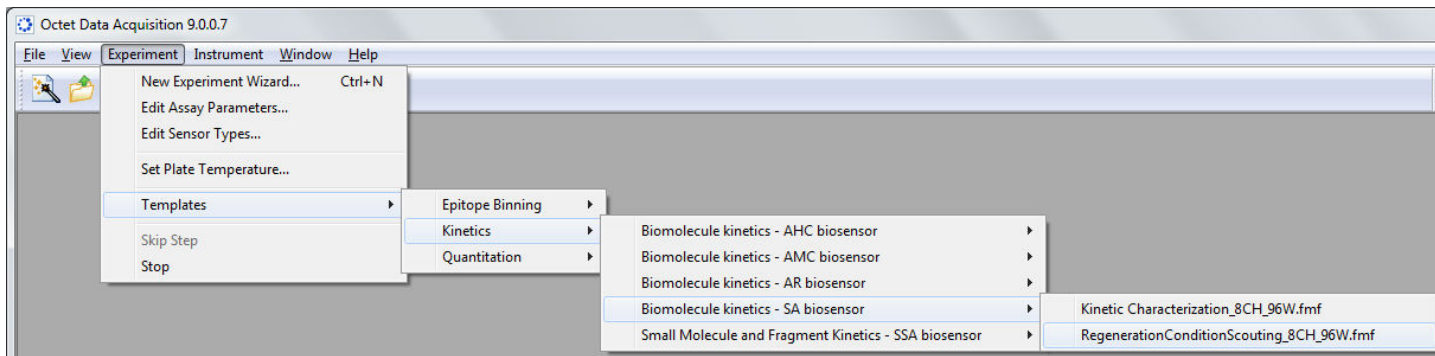 Octet Data Acquisition 9.0.0.7
File View Experiment Instrument Window Help
New Experiment Wizard... Ctrl+N
Edit Assay Parameters...
Edit Sensor Types...
Set Plate Temperature...
Templates
Skip Step
Stop
Epitope Binning
Kinetics
Quantitation
Biomolecule kinetics - AHC biosensor
Biomolecule kinetics - AMC biosensor
Biomolecule kinetics - AR biosensor
Biomolecule kinetics - SA biosensor
Small Molecule and Fragment Kinetics - SSA biosensor
Kinetic Characterization_8CH_96W.fmf
RegenerationConditionScouting_8CH_96W.fmf